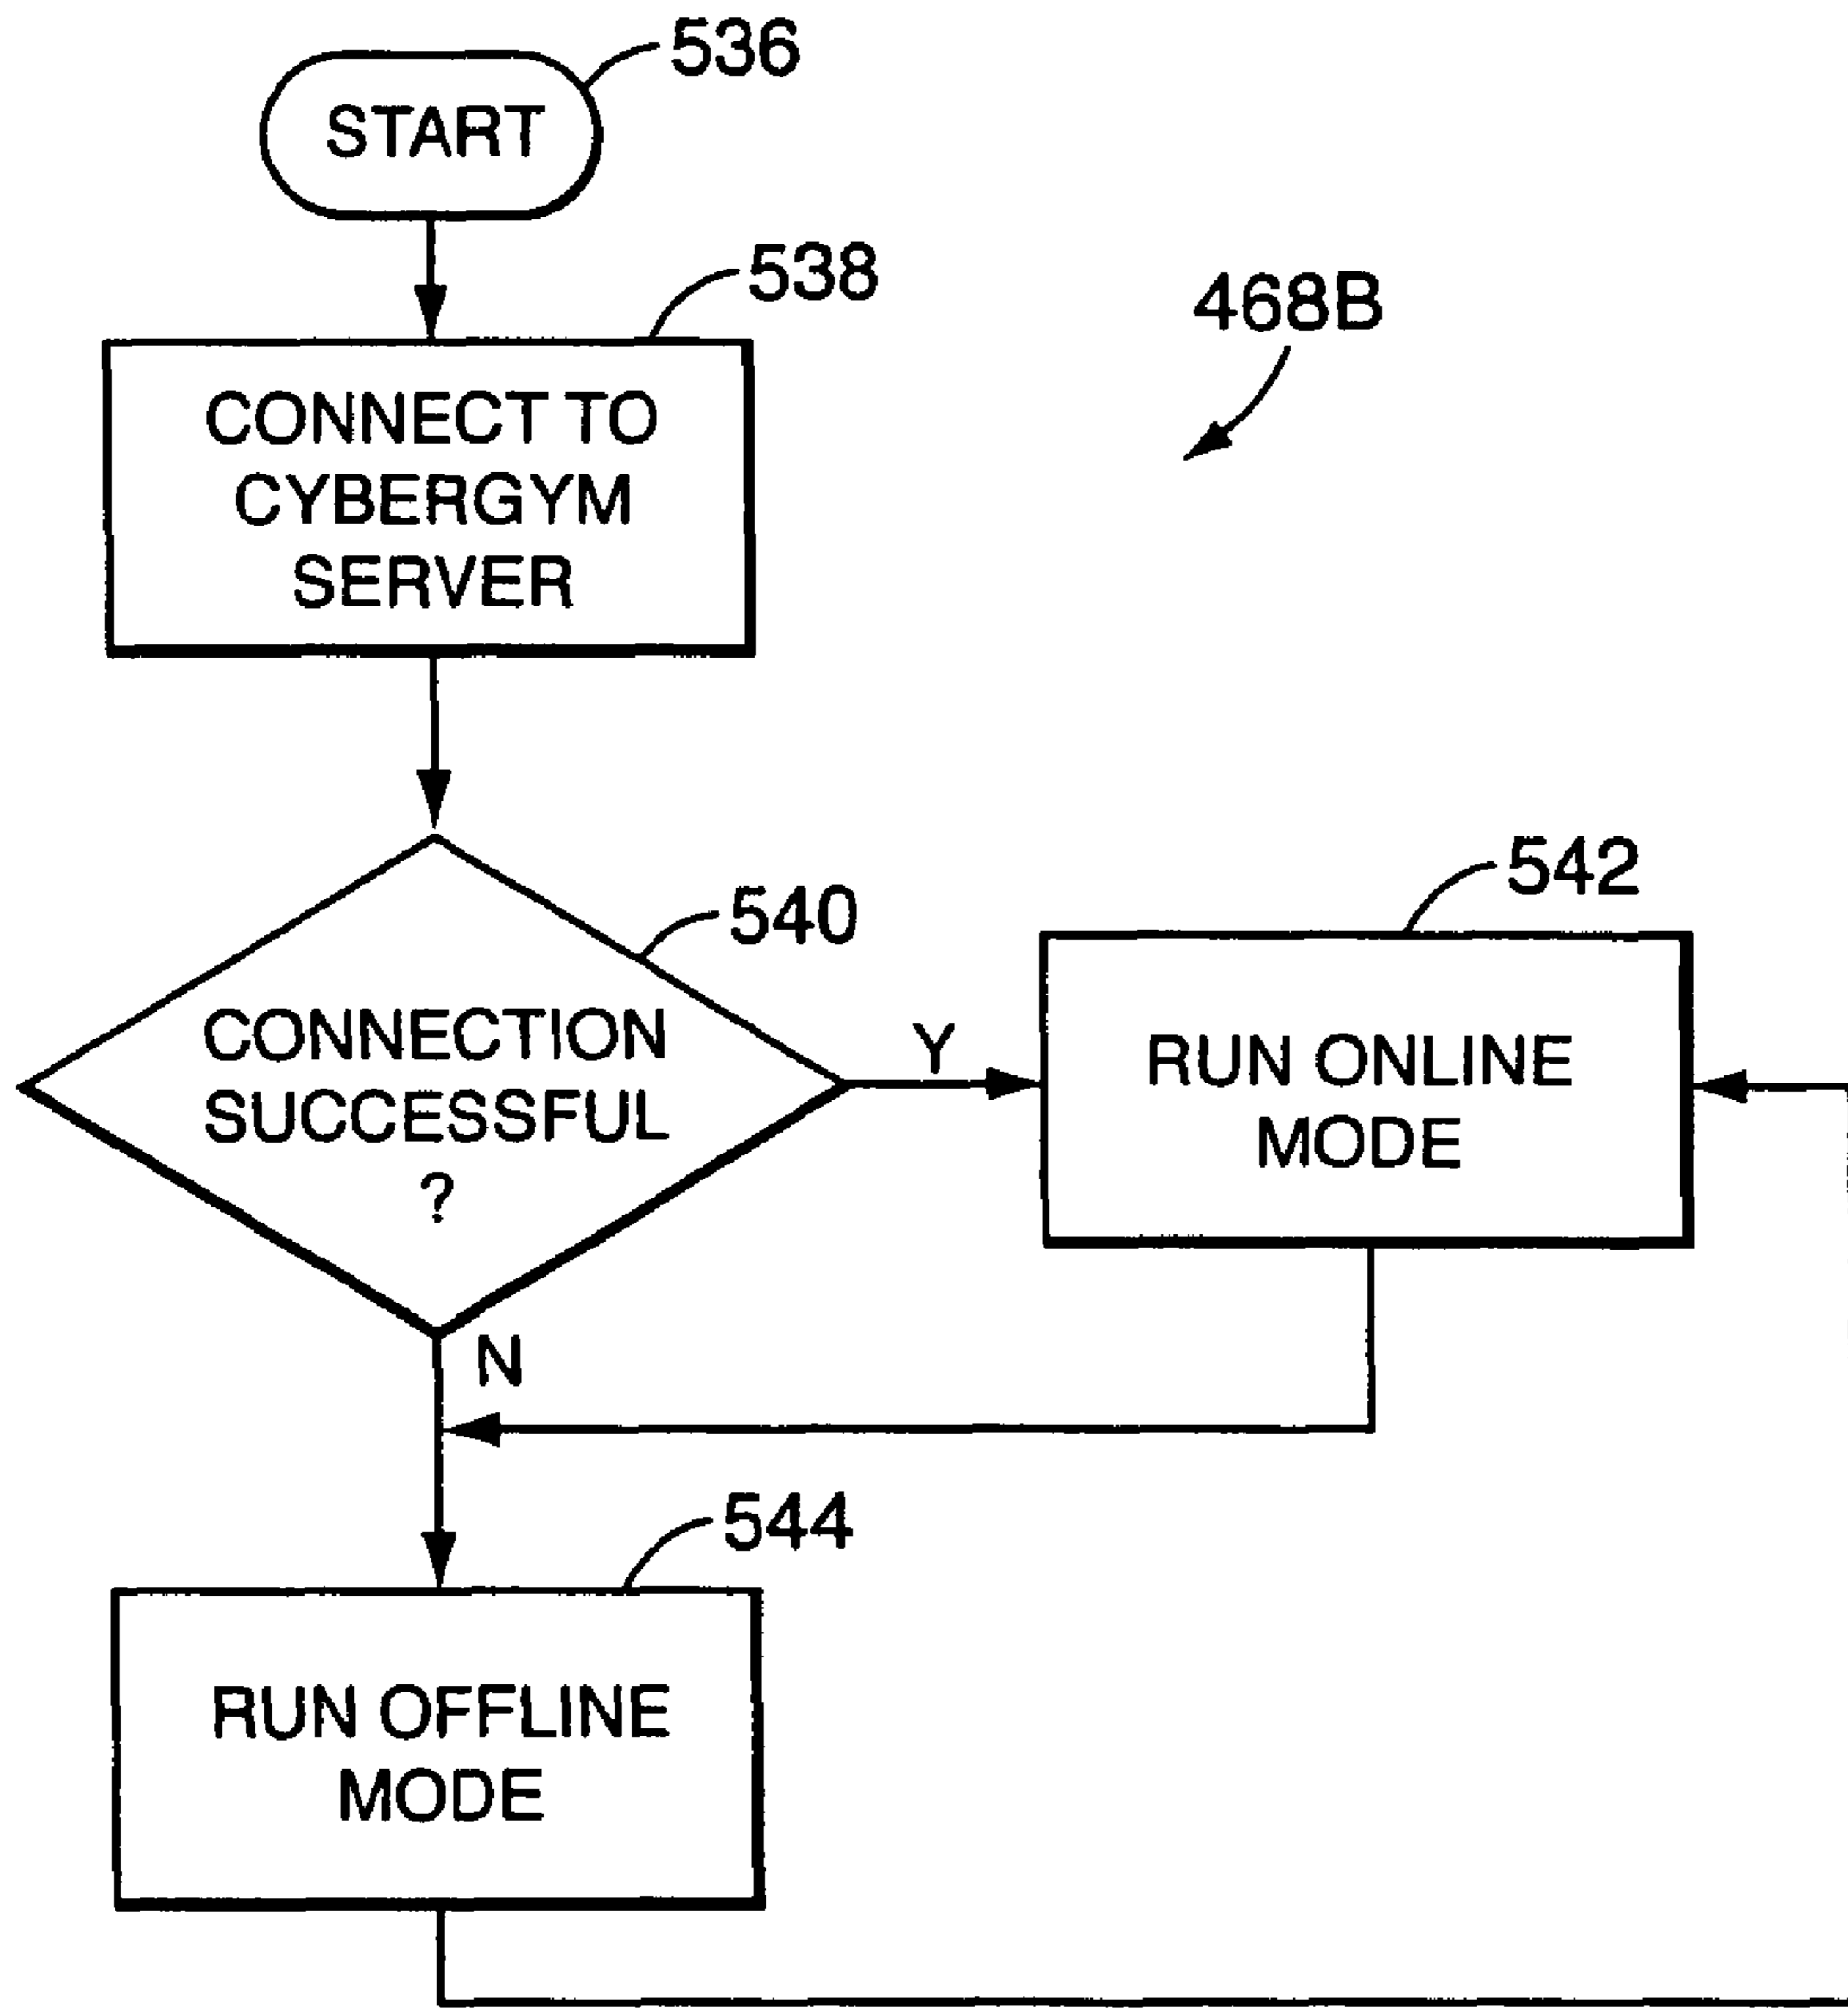 536
START
538
468B
CONNECT TO
CYBERGYM
SERVER
540
542
CONNECTION
SUCCESSFUL
?
Y
RUN ONLINE
MODE
N
544
RUN OFFLINE
MODE